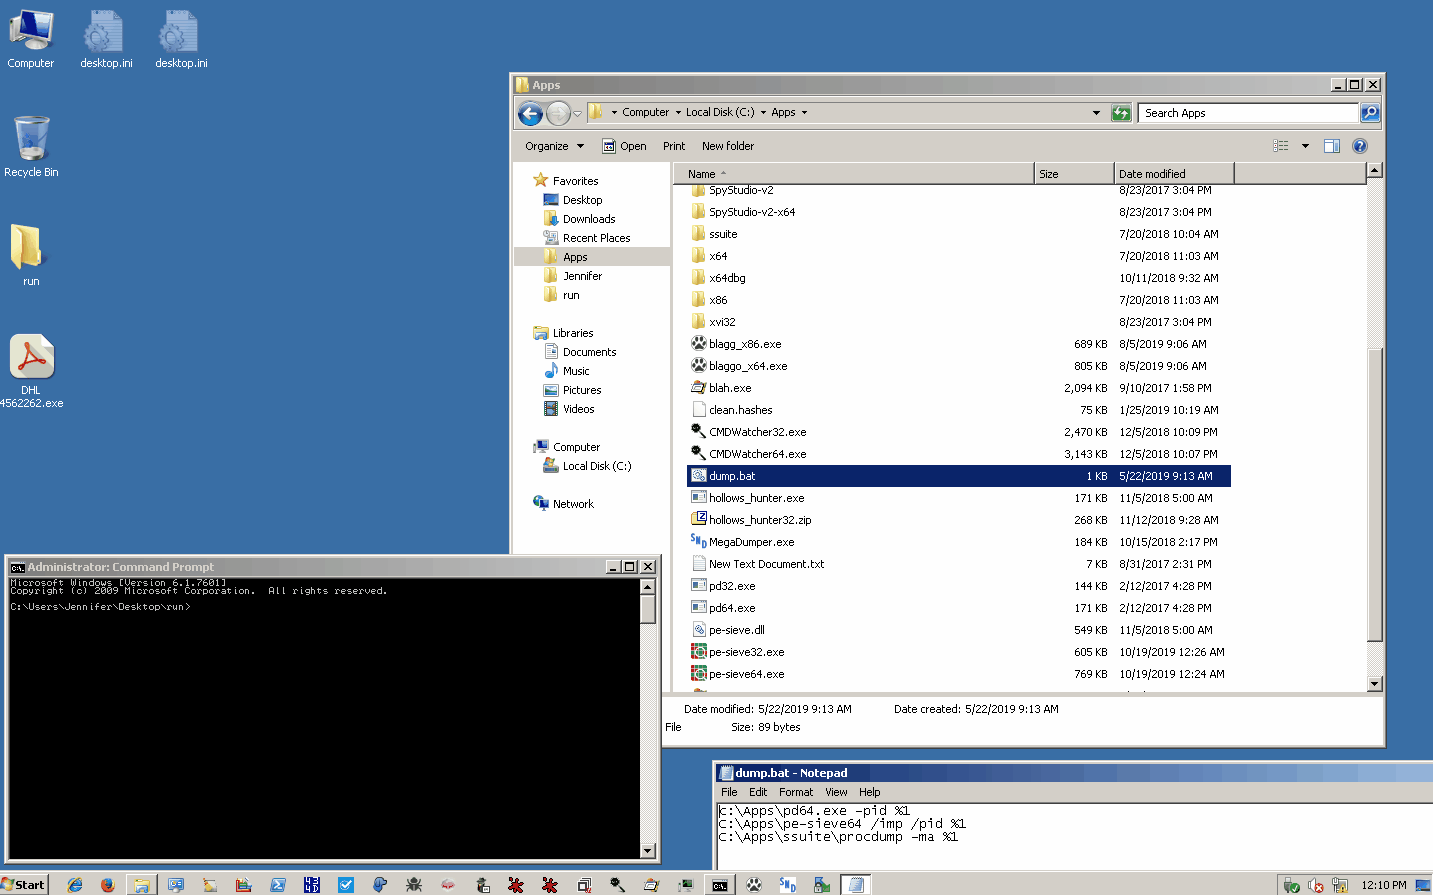 Computer
desktop.ini
desktop.ini
Recycle Bin
run
DHL
4562262.exe
Apps
Computer Local Disk (C:) Apps
Search Apps
Organize Open Print New folder
Favorites
Desktop
Downloads
Recent Places
Apps
Jennifer
run
Libraries
Documents
Music
Pictures
Videos
Computer
Local Disk (C:)
Network
Name Size Date modified
SpyStudio-v2 8/23/2017 3:04 PM
SpyStudio-v2-x64 8/23/2017 3:04 PM
ssuite 7/20/2018 10:04 AM
x64 7/20/2018 11:03 AM
x64dbg 10/11/2018 9:32 AM
x86 7/20/2018 11:03 AM
xvi32 8/23/2017 3:04 PM
blagg_x86.exe 689 KB 8/5/2019 9:06 AM
blaggo_x64.exe 805 KB 8/5/2019 9:06 AM
blah.exe 2,094 KB 9/10/2017 1:58 PM
clean.hashes 75 KB 1/25/2019 10:19 AM
CMDWatcher32.exe 2,470 KB 12/5/2018 10:09 PM
CMDWatcher64.exe 3,143 KB 12/5/2018 10:07 PM
dump.bat 1 KB 5/22/2019 9:13 AM
hollows_hunter.exe 171 KB 11/5/2018 5:00 AM
hollows_hunter32.zip 268 KB 11/12/2018 9:28 AM
MegaDumper.exe 184 KB 10/15/2018 2:17 PM
New Text Document.txt 7 KB 8/31/2017 2:31 PM
pd32.exe 144 KB 2/12/2017 4:28 PM
pd64.exe 171 KB 2/12/2017 4:28 PM
pe-sieve.dll 549 KB 11/5/2018 5:00 AM
pe-sieve32.exe 605 KB 10/19/2019 12:26 AM
pe-sieve64.exe 769 KB 10/19/2019 12:24 AM
Date modified: 5/22/2019 9:13 AM Date created: 5/22/2019 9:13 AM
File Size: 89 bytes
Administrator: Command Prompt
Microsoft Windows [Version 6.1.7601]
Copyright (c) 2009 Microsoft Corporation. All rights reserved.
C:\Users\Jennifer\Desktop\run>
dump.bat - Notepad
File Edit Format View Help
c:\Apps\pd64.exe -pid %1
c:\Apps\pe-sieve64 /imp /pid %1
c:\Apps\ssuite\procdump -ma %1
Start
12:10 PM